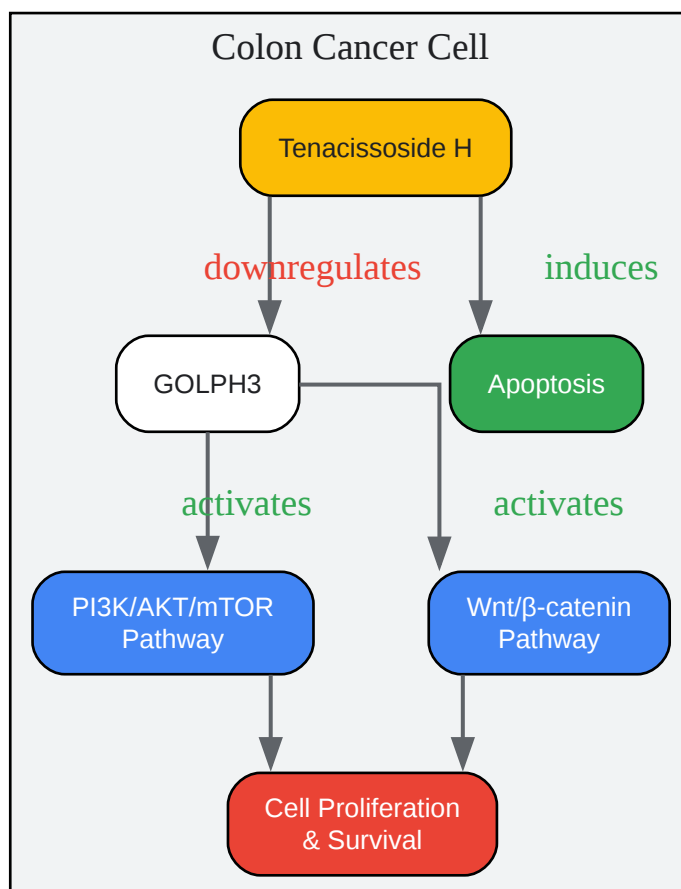 Colon Cancer Cell
Tenacissoside H
downregulates
induces
GOLPH3
Apoptosis
activates
activates
PI3K/AKT/mTOR
Pathway
Wnt/β-catenin
Pathway
Cell Proliferation
& Survival